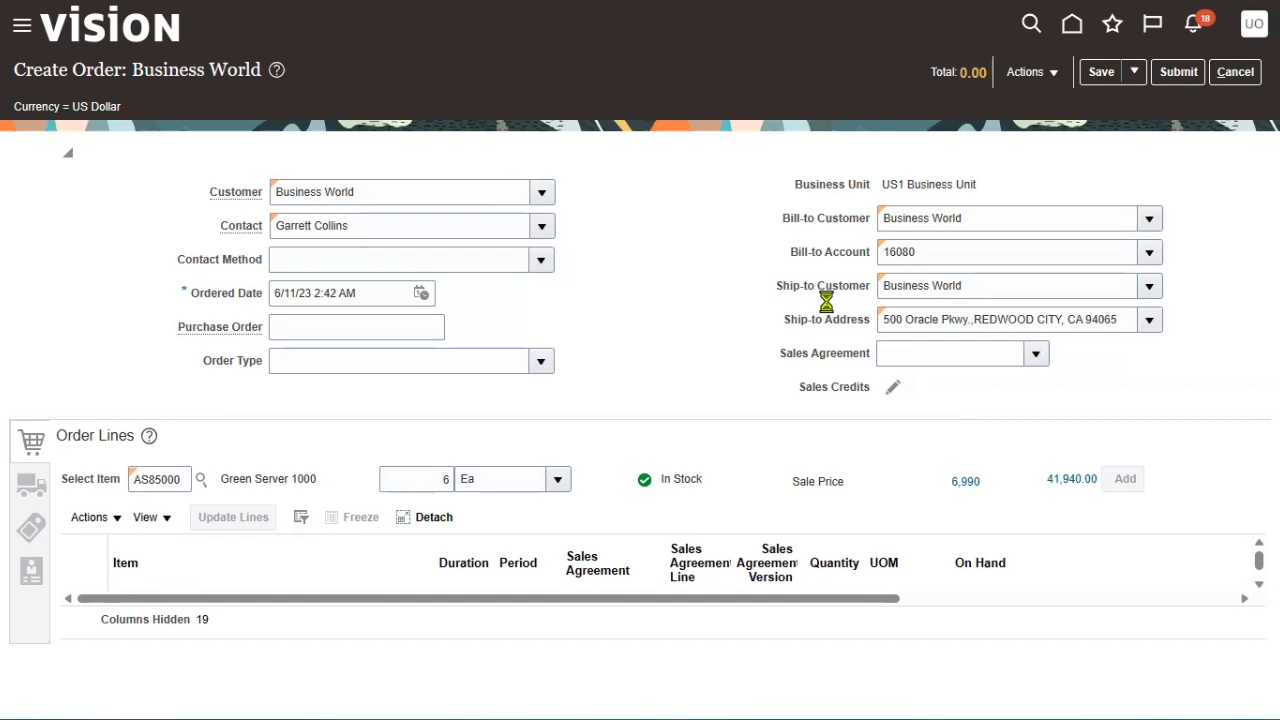 vision
18
UO
Create Order: Business World ?
Total: 0.00
Actions
Save
Submit
Cancel
Currency = US Dollar
Customer Business World
Contact Garrett Collins
Contact Method
* Ordered Date 6/11/23 2:42 AM
Purchase Order
Order Type
Business Unit US1 Business Unit
Bill-to Customer Business World
Bill-to Account 16080
Ship-to Customer Business World
Ship-to Address 500 Oracle Pkwy.,REDWOOD CITY, CA 94065
Sales Agreement
Sales Credits
Order Lines ?
Select Item AS85000 Green Server 1000 6 Ea In Stock Sale Price 6,990 41,940.00 Add
Actions View Update Lines Freeze Detach
Item
Duration
Period
Sales
Agreement
Sales
Agreement
Line
Sales
Agreement
Version
Quantity
UOM
On Hand
Columns Hidden 19